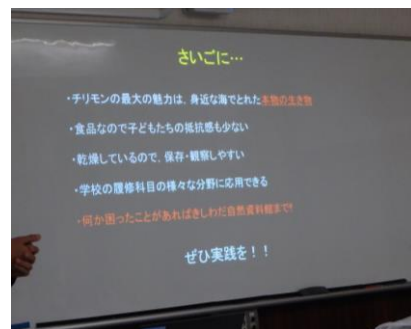 さいごに…
・チリモンの最大の魅力は、身近な海でとれた本物の生き物
・食品なので子どもたちの抵抗感も少ない
・乾燥しているので、保存・観察しやすい
・学校の履修科目の様々な分野に応用できる
・何か困ったことがあればきしわだ自然資料館まで!!
ぜひ実践を！！